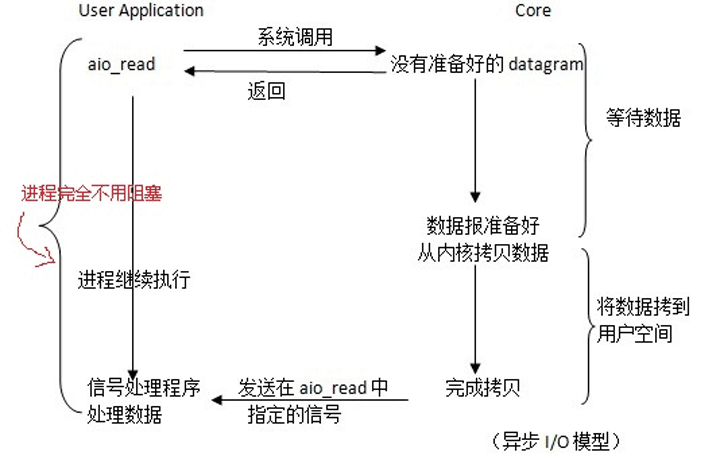 User Application
Core
系统调用
aio_read
没有准备好的 datagram
返回
等待数据
进程完全不用阻塞
数据报准备好
从内核拷贝数据
进程继续执行
将数据拷到
用户空间
信号处理程序
处理数据
发送在 aio_read 中
指定的信号
完成拷贝
（异步 I/O 模型）